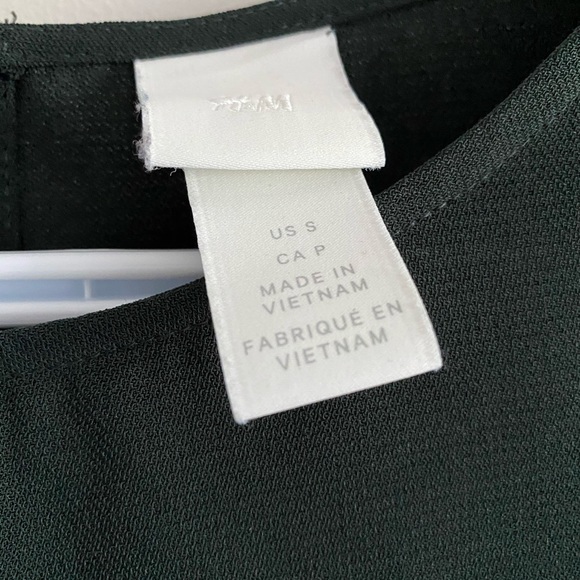 US S
CA P
MADE IN
VIETNAM
FABRIQUÉ EN
VIETNAM